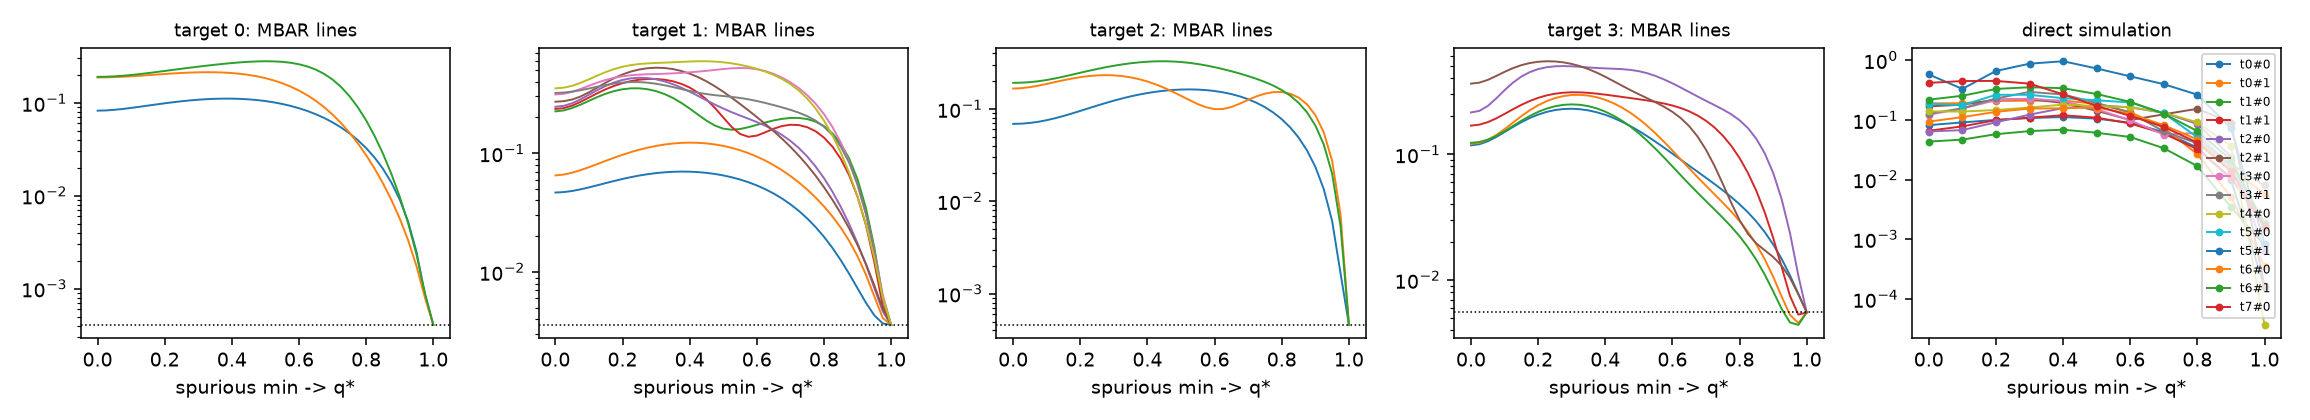 target 0: MBAR lines
10⁻¹
10⁻²
10⁻³
0.0 0.2 0.4 0.6 0.8 1.0
spurious min -> q*
target 1: MBAR lines
10⁻¹
10⁻²
0.0 0.2 0.4 0.6 0.8 1.0
spurious min -> q*
target 2: MBAR lines
10⁻¹
10⁻²
10⁻³
0.0 0.2 0.4 0.6 0.8 1.0
spurious min -> q*
target 3: MBAR lines
10⁻¹
10⁻²
0.0 0.2 0.4 0.6 0.8 1.0
spurious min -> q*
direct simulation
10⁰
10⁻¹
10⁻²
10⁻³
10⁻⁴
0.0 0.2 0.4 0.6 0.8 1.0
spurious min -> q*
t0#0
t0#1
t1#0
t1#1
t2#0
t2#1
t3#0
t3#1
t4#0
t5#0
t5#1
t6#0
t6#1
t7#0